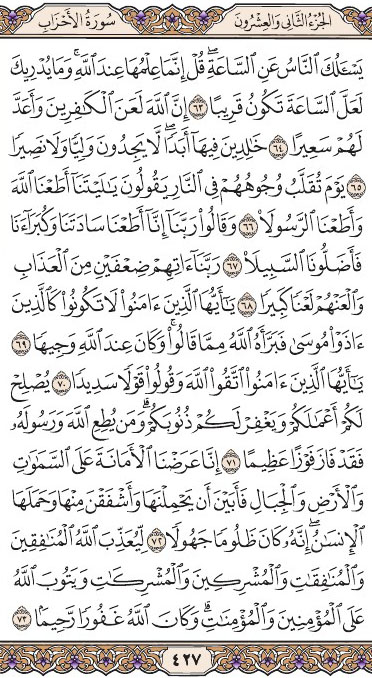 الجزء الثاني والعشرون سورة الأحزاب
يَسْـَٔلُكَ ٱلنَّاسُ عَنِ ٱلسَّاعَةِۖ قُلْ إِنَّمَا عِلْمُهَا عِندَ ٱللَّهِۚ وَمَا يُدْرِيكَ
لَعَلَّ ٱلسَّاعَةَ تَكُونُ قَرِيبًا ٦٣ إِنَّ ٱللَّهَ لَعَنَ ٱلْكَٰفِرِينَ وَأَعَدَّ
لَهُمْ سَعِيرًا ٦٤ خَٰلِدِينَ فِيهَآ أَبَدًاۖ لَّا يَجِدُونَ وَلِيًّا وَلَا نَصِيرًا
٦٥ يَوْمَ تُقَلَّبُ وُجُوهُهُمْ فِى ٱلنَّارِ يَقُولُونَ يَٰلَيْتَنَآ أَطَعْنَا ٱللَّهَ
وَأَطَعْنَا ٱلرَّسُولَا۠ ٦٦ وَقَالُوا۟ رَبَّنَآ إِنَّآ أَطَعْنَا سَادَتَنَا وَكُبَرَآءَنَا
فَأَضَلُّونَا ٱلسَّبِيلَا۠ ٦٧ رَبَّنَآ ءَاتِهِمْ ضِعْفَيْنِ مِنَ ٱلْعَذَابِ
وَٱلْعَنْهُمْ لَعْنًا كَبِيرًا ٦٨ يَٰٓأَيُّهَا ٱلَّذِينَ ءَامَنُوا۟ لَا تَكُونُوا۟ كَٱلَّذِينَ
ءَاذَوْا۟ مُوسَىٰ فَبَرَّأَهُ ٱللَّهُ مِمَّا قَالُوا۟ۚ وَكَانَ عِندَ ٱللَّهِ وَجِيهًا ٦٩
يَٰٓأَيُّهَا ٱلَّذِينَ ءَامَنُوا۟ ٱتَّقُوا۟ ٱللَّهَ وَقُولُوا۟ قَوْلًا سَدِيدًا ٧٠ يُصْلِحْ
لَكُمْ أَعْمَٰلَكُمْ وَيَغْفِرْ لَكُمْ ذُنُوبَكُمْۗ وَمَن يُطِعِ ٱللَّهَ وَرَسُولَهُۥ
فَقَدْ فَازَ فَوْزًا عَظِيمًا ٧١ إِنَّا عَرَضْنَا ٱلْأَمَانَةَ عَلَى ٱلسَّمَٰوَٰتِ
وَٱلْأَرْضِ وَٱلْجِبَالِ فَأَبَيْنَ أَن يَحْمِلْنَهَا وَأَشْفَقْنَ مِنْهَا وَحَمَلَهَا
ٱلْإِنسَٰنُۖ إِنَّهُۥ كَانَ ظَلُومًا جَهُولًا ٧٢ لِّيُعَذِّبَ ٱللَّهُ ٱلْمُنَٰفِقِينَ
وَٱلْمُنَٰفِقَٰتِ وَٱلْمُشْرِكِينَ وَٱلْمُشْرِكَٰتِ وَيَتُوبَ ٱللَّهُ
عَلَى ٱلْمُؤْمِنِينَ وَٱلْمُؤْمِنَٰتِۗ وَكَانَ ٱللَّهُ غَفُورًا رَّحِيمًا ٧٣
٤٢٧